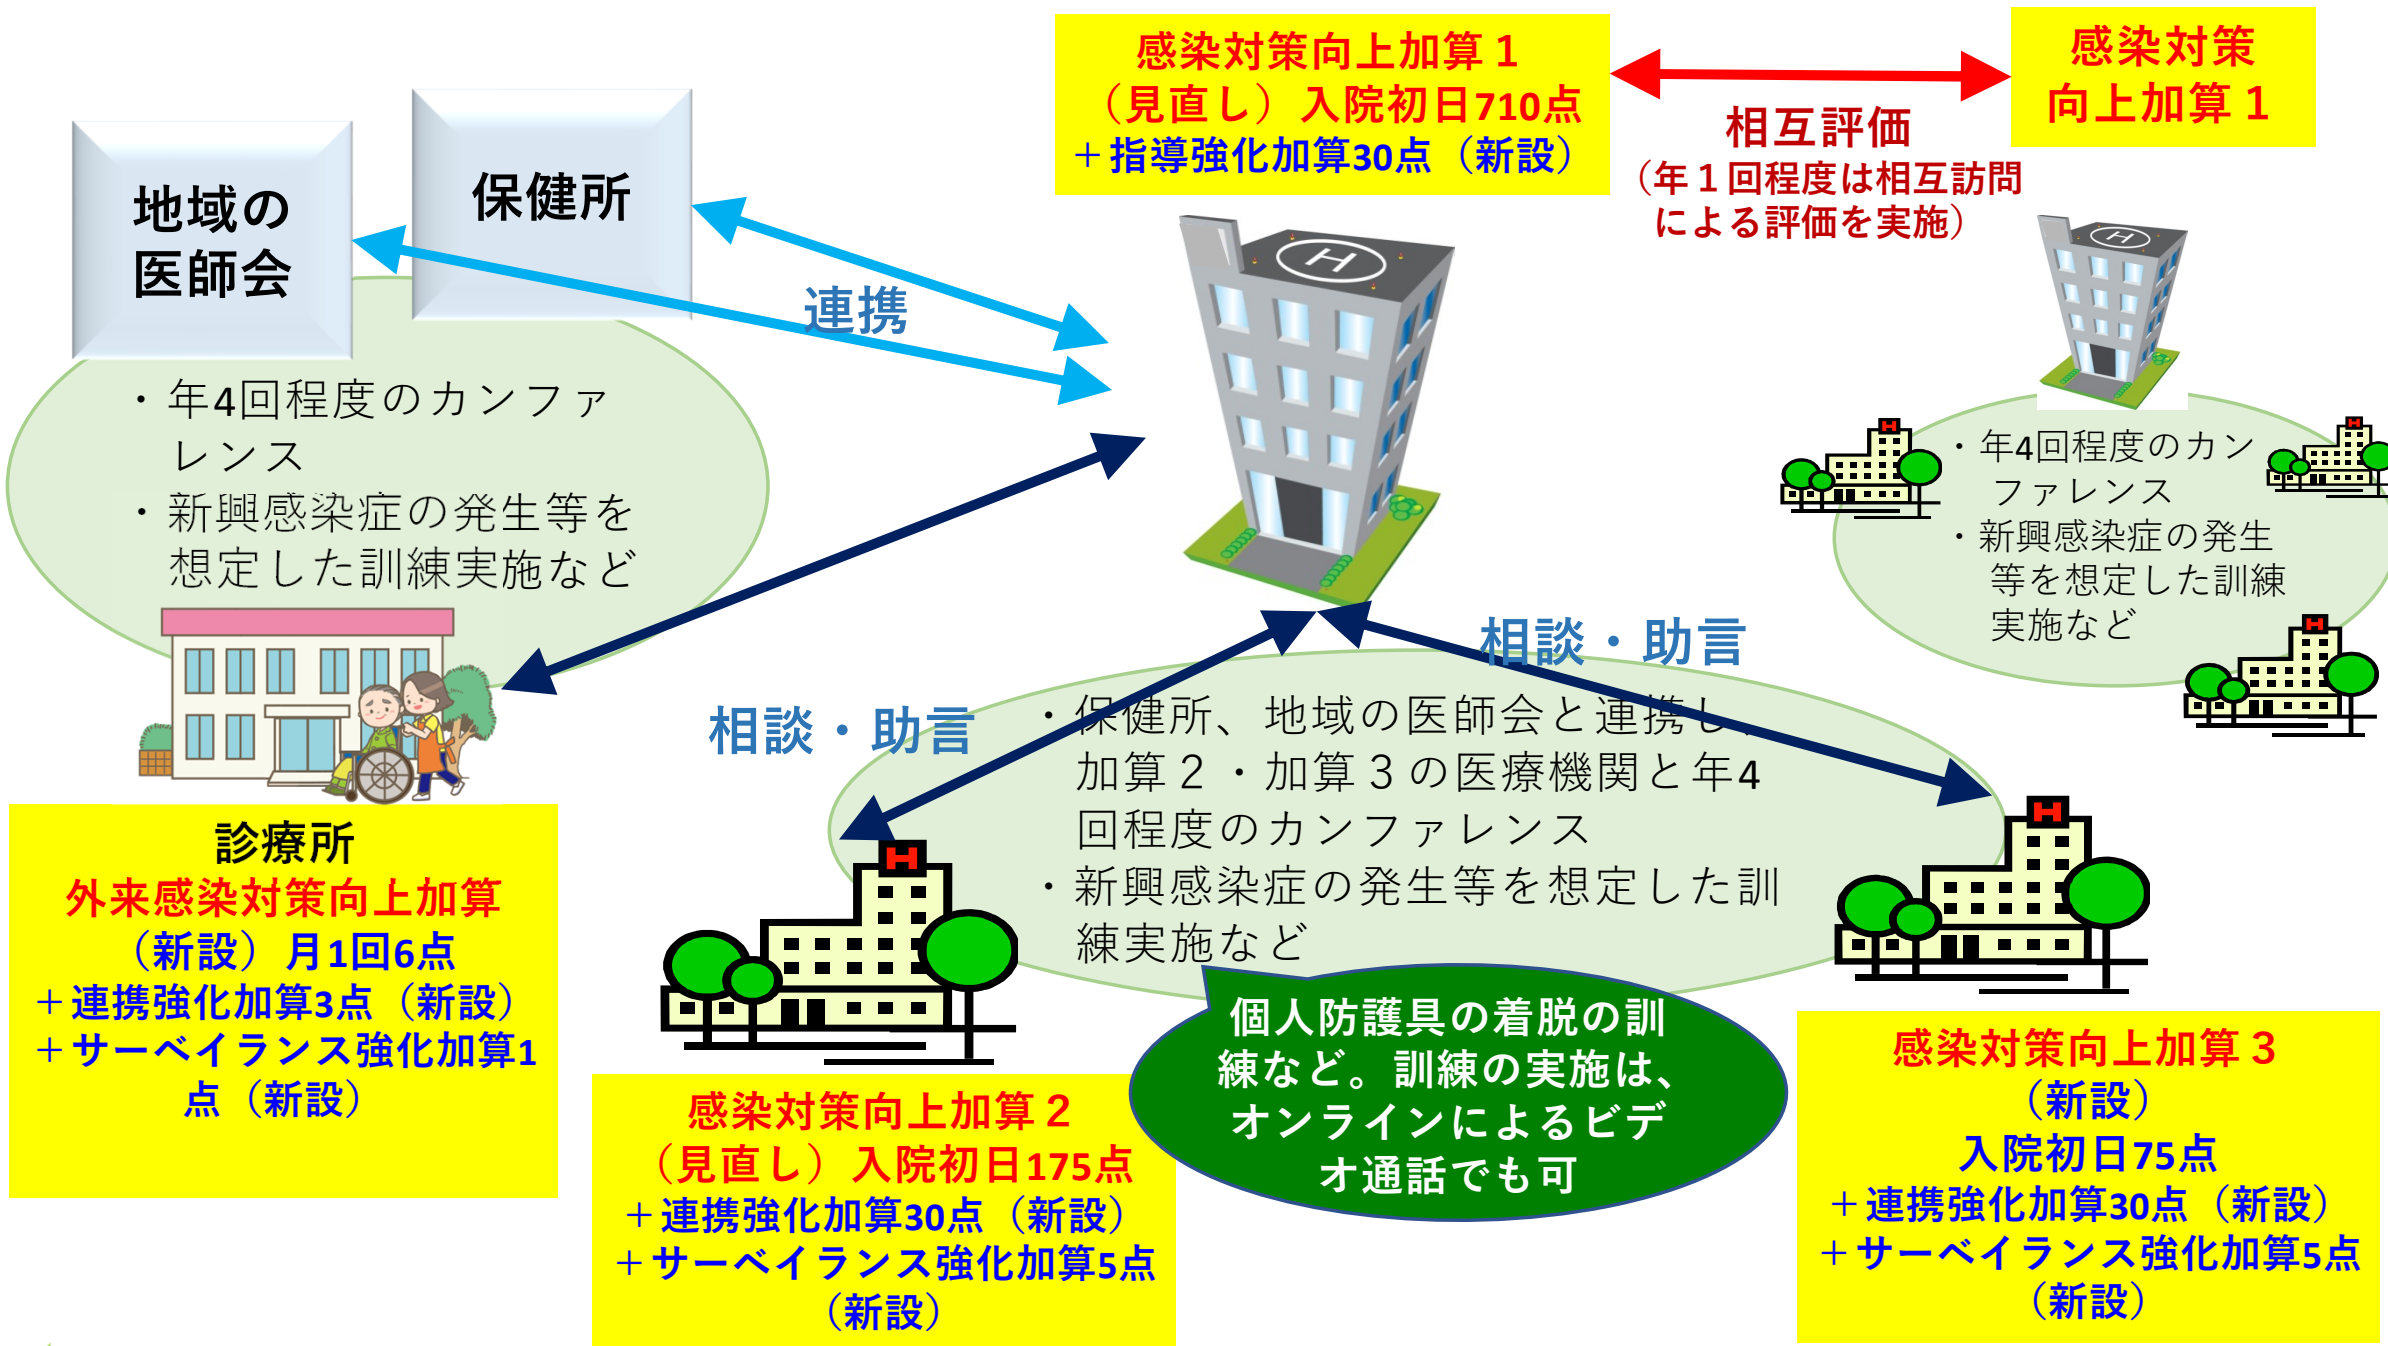 感染対策向上加算１
（見直し）入院初日710点
＋指導強化加算30点（新設）
相互評価
（年１回程度は相互訪問
による評価を実施）
感染対策
向上加算１
地域の
医師会
保健所
連携
・年4回程度のカンファ
レンス
・新興感染症の発生等を
想定した訓練実施など
・年4回程度のカン
ファレンス
・新興感染症の発生
等を想定した訓練
実施など
相談・助言
相談・助言
・保健所、地域の医師会と連携し、
加算２・加算３の医療機関と年4
回程度のカンファレンス
・新興感染症の発生等を想定した訓
練実施など
診療所
外来感染対策向上加算
（新設）月1回6点
＋連携強化加算3点（新設）
＋サーベイランス強化加算1
点（新設）
個人防護具の着脱の訓
練など。訓練の実施は、
オンラインによるビデ
オ通話でも可
感染対策向上加算２
（見直し）入院初日175点
＋連携強化加算30点（新設）
＋サーベイランス強化加算5点
（新設）
感染対策向上加算３
（新設）
入院初日75点
＋連携強化加算30点（新設）
＋サーベイランス強化加算5点
（新設）
H
H
H
H
H
H
H